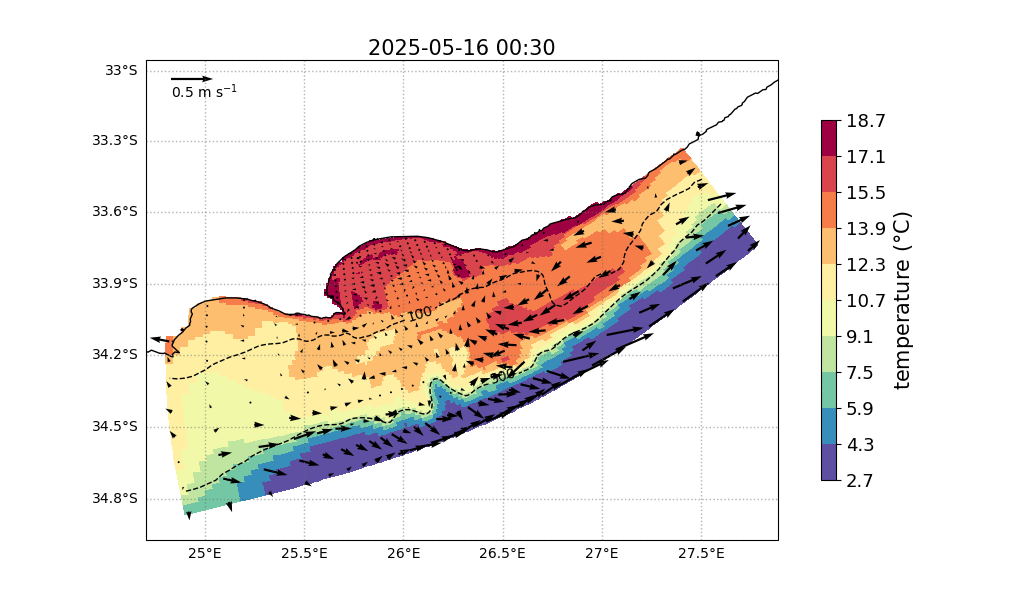 2025-05-16 00:30
0.5 m s⁻¹
33°S
33.3°S
33.6°S
33.9°S
34.2°S
34.5°S
34.8°S
100
500
25°E 25.5°E 26°E 26.5°E 27°E 27.5°E
18.7
17.1
15.5
13.9
12.3
10.7
9.1
7.5
5.9
4.3
2.7
temperature (°C)